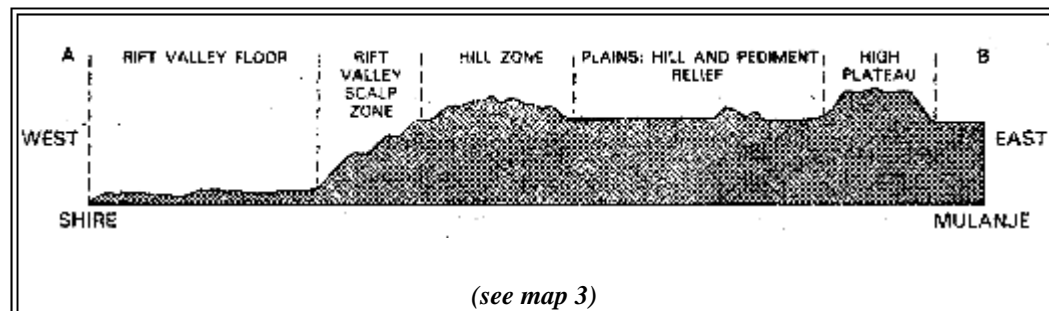 A RIFT VALLEY FLOOR RIFT VALLEY SCALP ZONE HILL ZONE PLAINS: HILL AND PEDIMENT RELIEF HIGH PLATEAU B
WEST EAST
SHIRE MULANJE
(see map 3)